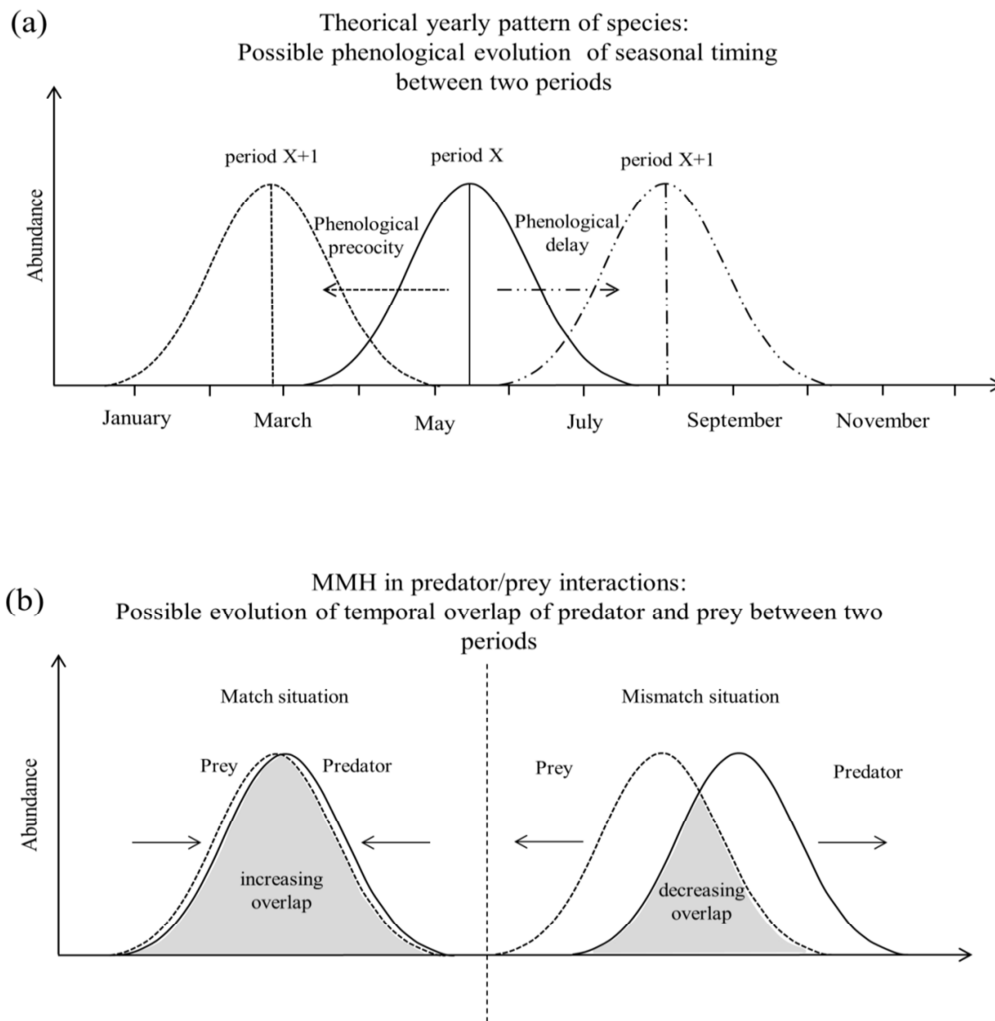 (a)
Theorical yearly pattern of species:
Possible phenological evolution of seasonal timing
between two periods
period X+1
period X
period X+1
Phenological
precocity
Phenological
delay
Abundance
January
March
May
July
September
November
(b)
MMH in predator/prey interactions:
Possible evolution of temporal overlap of predator and prey between two
periods
Match situation
Mismatch situation
Prey
Predator
Prey
Predator
Abundance
increasing
overlap
decreasing
overlap